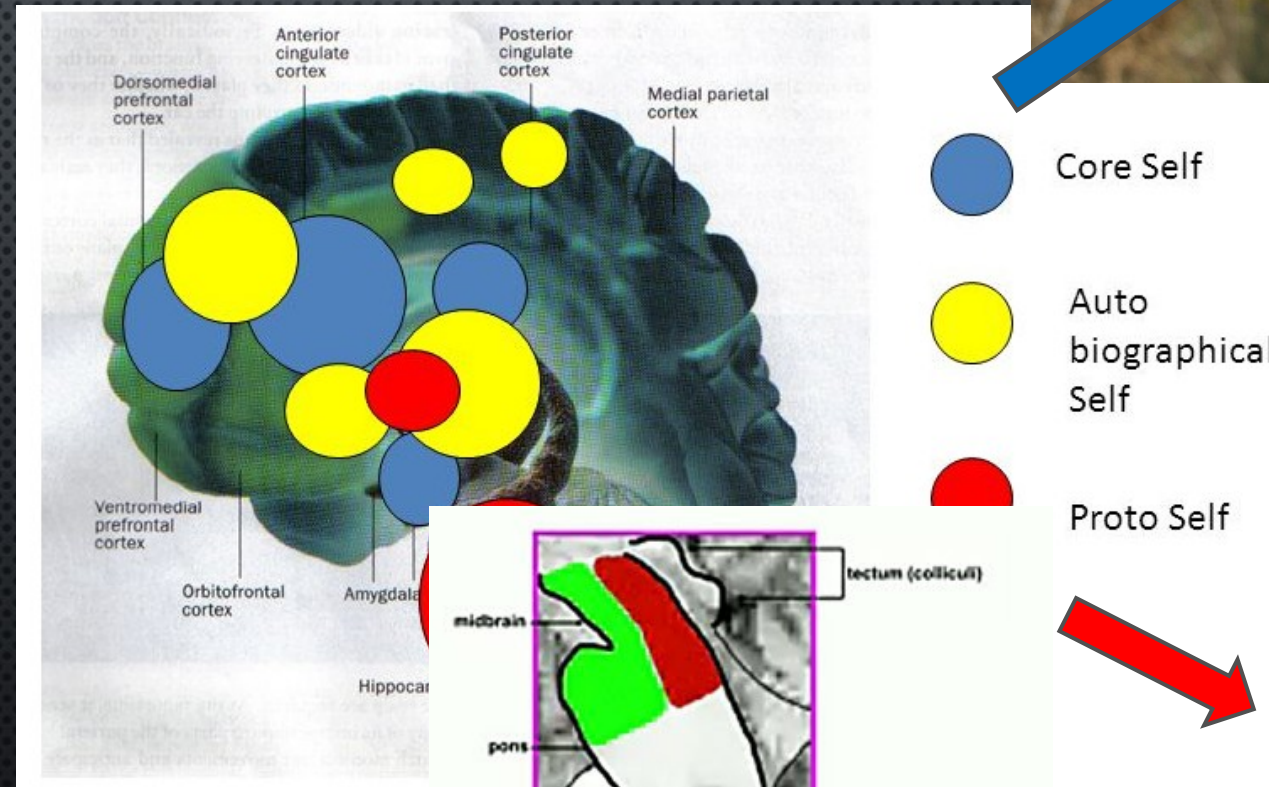 Anterior
cingulate
cortex
Posterior
cingulate
cortex
Dorsomedial
prefrontal
cortex
Medial parietal
cortex
Core Self
Auto
biographical
Self
Proto Self
Ventromedial
prefrontal
cortex
Orbitofrontal
cortex
Amygdala
Hippocam
tectum (colliculi)
midbrain
pons